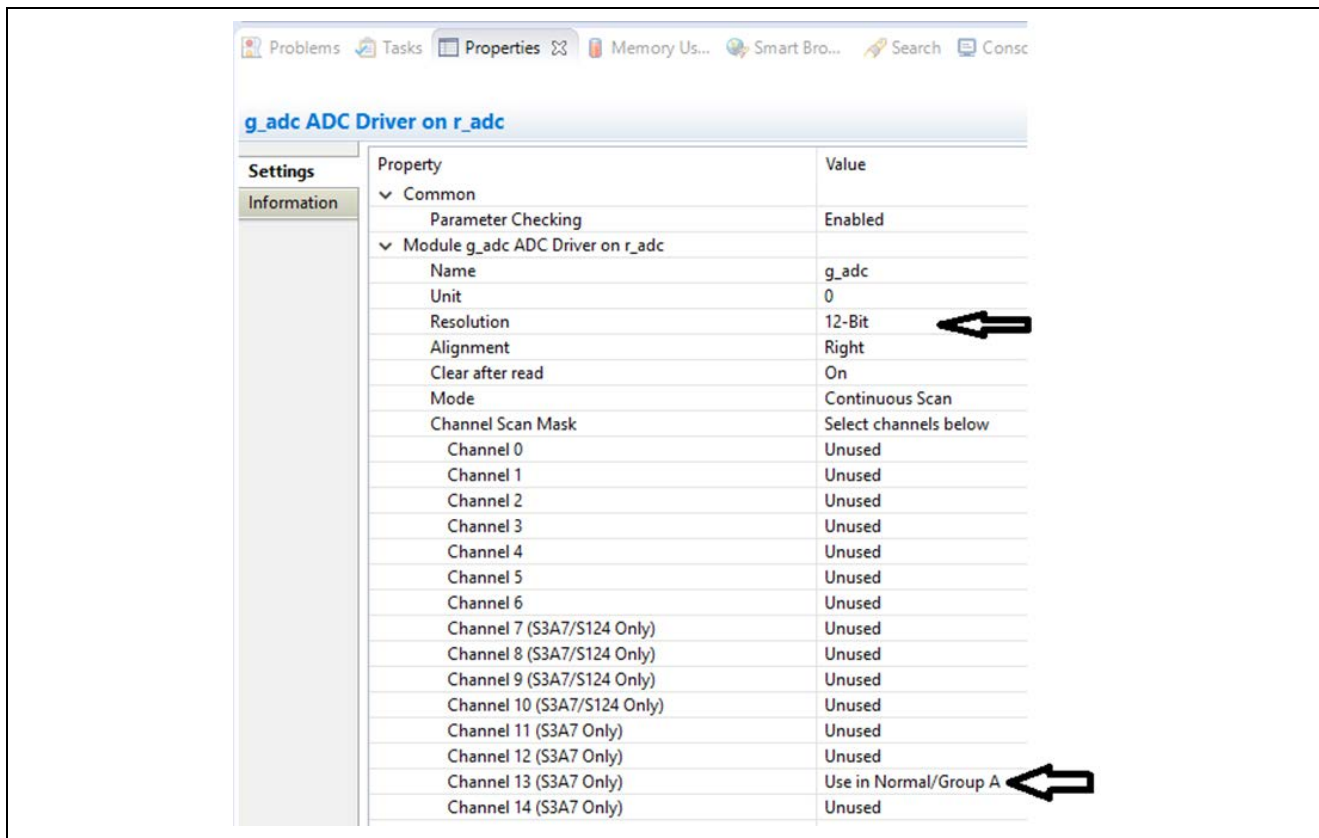 Problems Tasks Properties Memory Us... Smart Bro... Search Consc
g_adc ADC Driver on r_adc
Settings
Information
Property Value
Common
Parameter Checking Enabled
Module g_adc ADC Driver on r_adc
Name g_adc
Unit 0
Resolution 12-Bit
Alignment Right
Clear after read On
Mode Continuous Scan
Channel Scan Mask Select channels below
Channel 0 Unused
Channel 1 Unused
Channel 2 Unused
Channel 3 Unused
Channel 4 Unused
Channel 5 Unused
Channel 6 Unused
Channel 7 (S3A7/S124 Only) Unused
Channel 8 (S3A7/S124 Only) Unused
Channel 9 (S3A7/S124 Only) Unused
Channel 10 (S3A7/S124 Only) Unused
Channel 11 (S3A7 Only) Unused
Channel 12 (S3A7 Only) Unused
Channel 13 (S3A7 Only) Use in Normal/Group A
Channel 14 (S3A7 Only) Unused